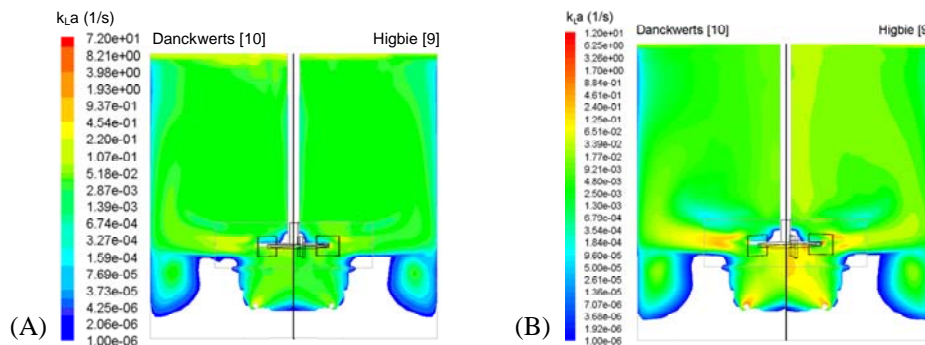 kLa (1/s)
7.20e+01
8.21e+00
3.98e+00
1.93e+00
9.37e-01
4.54e-01
2.20e-01
1.07e-01
5.18e-02
2.87e-03
1.39e-03
6.74e-04
3.27e-04
1.59e-04
7.69e-05
4.25e-06
2.06e-06
1.00e-06
Danckwerts [10]
Higbie [9]
(A)
kLa (1/s)
1.20e+01
6.25e+00
3.26e+00
1.70e+00
8.84e-01
4.61e-01
2.40e-01
1.25e-01
6.51e-02
3.39e-02
1.77e-02
9.21e-03
4.80e-03
2.50e-03
1.30e-03
6.79e-04
3.54e-04
1.84e-04
9.60e-05
5.00e-05
2.61e-05
1.36e-05
7.07e-06
3.68e-06
1.92e-06
1.00e-06
Danckwerts [10]
Higbie [9
(B)